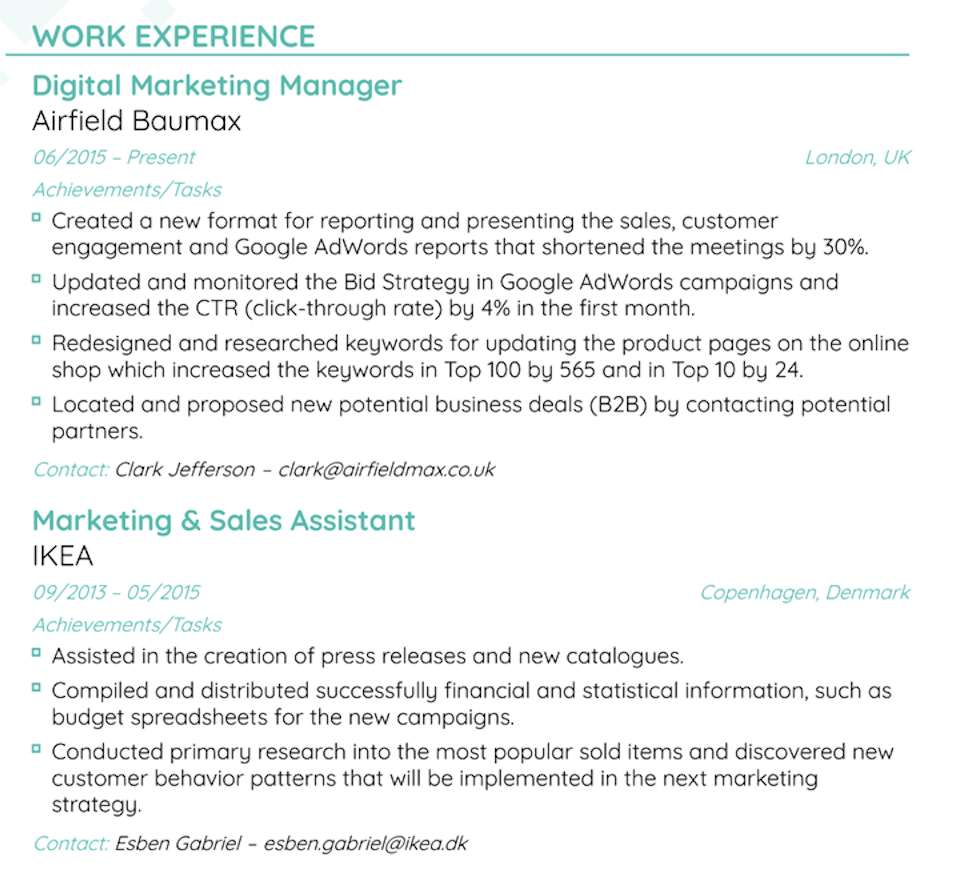 WORK EXPERIENCE
Digital Marketing Manager
Airfield Baumax
06/2015 – Present London, UK
Achievements/Tasks
Created a new format for reporting and presenting the sales, customer
engagement and Google AdWords reports that shortened the meetings by 30%.
Updated and monitored the Bid Strategy in Google AdWords campaigns and
increased the CTR (click-through rate) by 4% in the first month.
Redesigned and researched keywords for updating the product pages on the online
shop which increased the keywords in Top 100 by 565 and in Top 10 by 24.
Located and proposed new potential business deals (B2B) by contacting potential
partners.
Contact: Clark Jefferson – clark@airfieldmax.co.uk
Marketing & Sales Assistant
IKEA
09/2013 – 05/2015 Copenhagen, Denmark
Achievements/Tasks
Assisted in the creation of press releases and new catalogues.
Compiled and distributed successfully financial and statistical information, such as
budget spreadsheets for the new campaigns.
Conducted primary research into the most popular sold items and discovered new
customer behavior patterns that will be implemented in the next marketing
strategy.
Contact: Esben Gabriel – esben.gabriel@ikea.dk